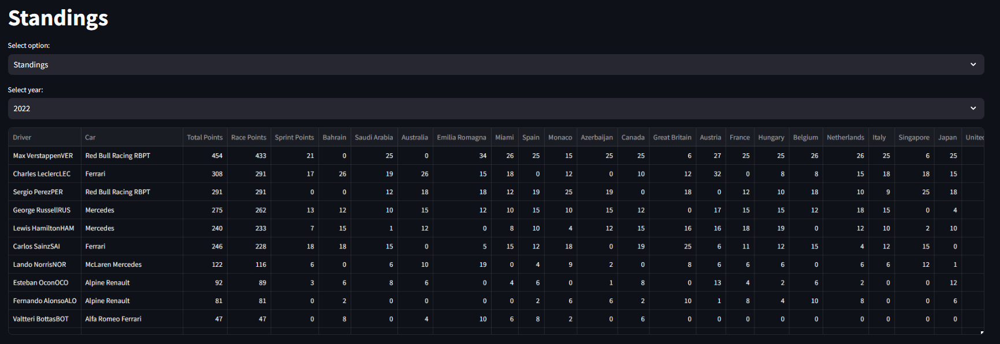 Standings
Select option:
Standings
Select year:
2022
Driver Car Total Points Race Points Sprint Points Bahrain Saudi Arabia Australia Emilia Romagna Miami Spain Monaco Azerbaijan Canada Great Britain Austria France Hungary Belgium Netherlands Italy Singapore Japan United
Max VerstappenVER Red Bull Racing RBPT 454 433 21 0 25 0 34 26 25 15 25 25 6 27 25 25 26 26 25 6 25
Charles LeclercLEC Ferrari 308 291 17 26 19 26 15 18 0 12 0 10 12 32 0 8 8 15 18 18 15
Sergio PerezPER Red Bull Racing RBPT 291 291 0 0 12 18 18 12 19 25 19 0 18 0 12 10 18 10 9 25 18
George RussellRUS Mercedes 275 262 13 12 10 15 12 10 15 10 15 12 0 17 15 15 12 18 15 0 4
Lewis HamiltonHAM Mercedes 240 233 7 15 1 12 0 8 10 4 12 15 16 16 18 19 0 12 10 2 10
Carlos SainzSAI Ferrari 246 228 18 18 15 0 5 15 12 18 0 19 25 6 11 12 15 4 12 15 0
Lando NorrisNOR McLaren Mercedes 122 116 6 0 6 10 19 0 4 9 2 0 8 6 6 6 0 6 6 12 1
Esteban OconOCO Alpine Renault 92 89 3 6 8 6 0 4 6 0 1 8 0 13 4 2 6 2 0 0 12
Fernando AlonsoALO Alpine Renault 81 81 0 2 0 0 0 0 2 6 6 2 10 1 8 4 10 8 0 0 6
Valtteri BottasBOT Alfa Romeo Ferrari 47 47 0 8 0 4 10 6 8 2 0 6 0 0 0 0 0 0 0 0 0